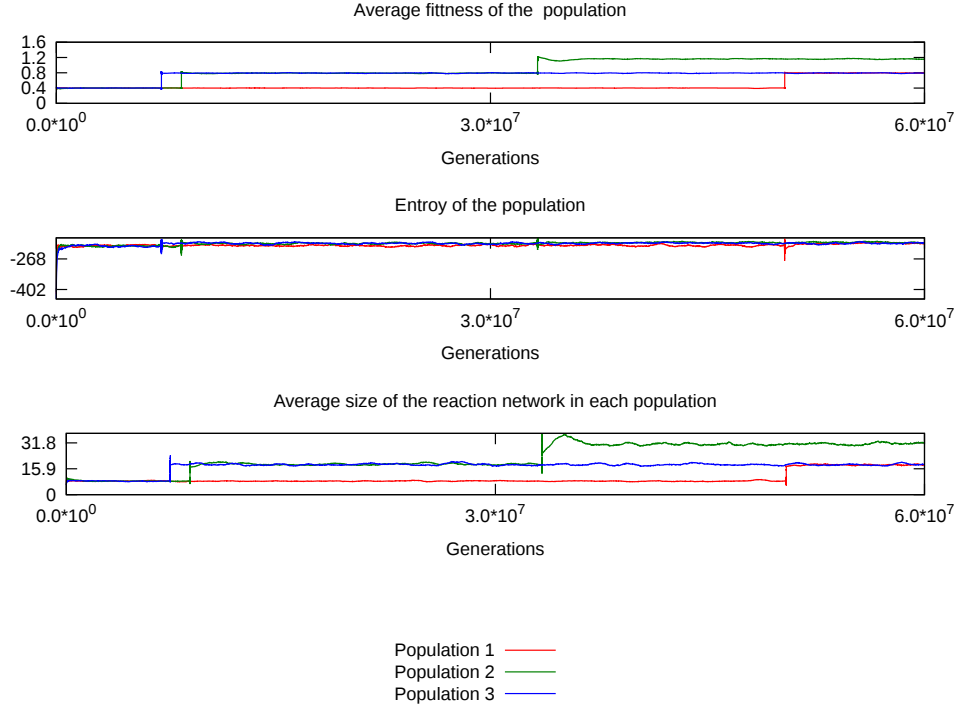 Average fittness of the  population
1.6
1.2
0.8
0.4
0
0.0*10^0 3.0*10^7 6.0*10^7
Generations
Entroy of the population
-268
-402
0.0*10^0 3.0*10^7 6.0*10^7
Generations
Average size of the reaction network in each population
31.8
15.9
0
0.0*10^0 3.0*10^7 6.0*10^7
Generations
Population 1
Population 2
Population 3